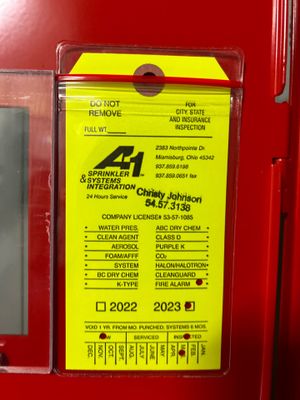 DO NOT
REMOVE
FULL WT.
FOR
CITY, STATE
AND INSURANCE
INSPECTION
A1
SPRINKLER
& SYSTEMS
INTEGRATION
24 Hours Service
2383 Northpointe Dr.
Miamisburg, Ohio 45342
937.859.6198
937.859.0651 fax
Christy Johnson
54.57.3138
COMPANY LICENSE# 53-57-1085
WATER PRES. ABC DRY CHEM
CLEAN AGENT CLASS D
AEROSOL PURPLE K
FOAM/AFFF CO2
SYSTEM HALON/HALOTRON
BC DRY CHEM CLEANGUARD
K-TYPE FIRE ALARM
2022 2023
VOID 1 YR. FROM MO. PUNCHED, SYSTEMS 6 MOS.
SERVICED
DEC. NOV. OCT. SEPT. AUG. JULY JUNE MAY APR. FEB. JAN.